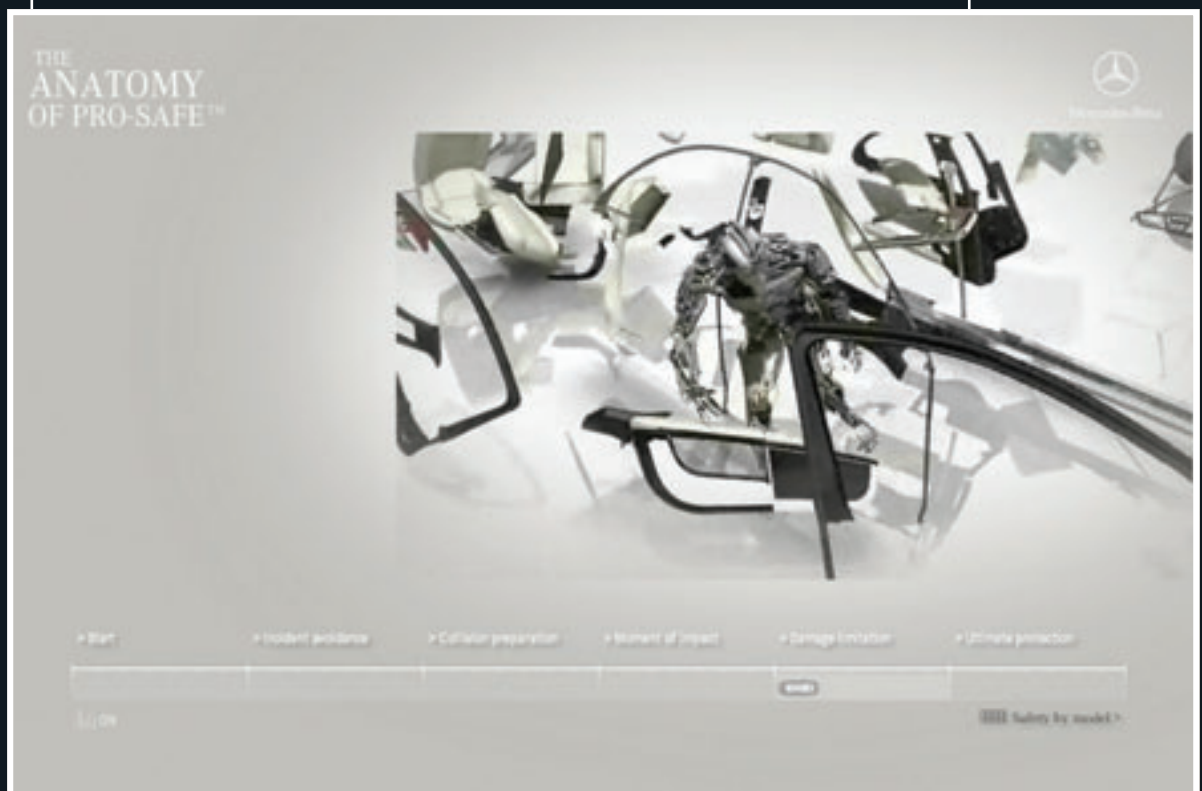 THE
ANATOMY
OF PRO-SAFE™
Mercedes-Benz
> Start
> Incident avoidance
> Collision preparation
> Moment of impact
> Damage limitation
> Ultimate protection
ON
Safety by model >